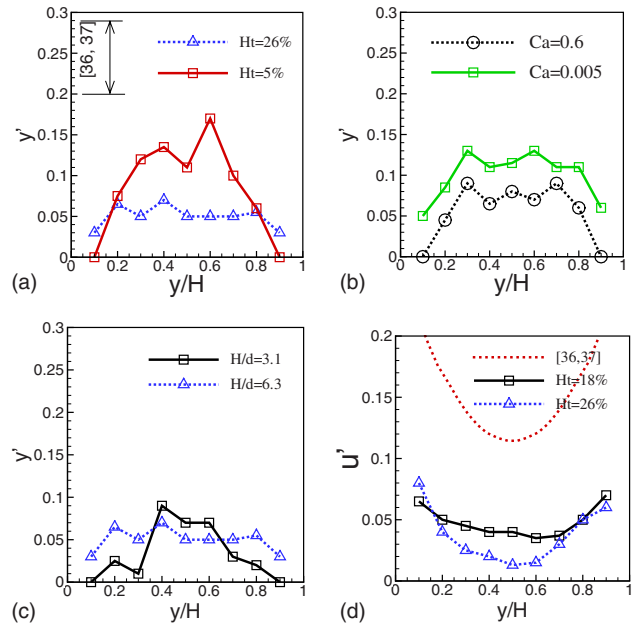 0.3
0.25
0.2
0.15
0.1
0.05
0
y'
[36, 37]
Ht=26%
Ht=5%
0
0.2
0.4
0.6
0.8
1
y/H
(a)
0.3
0.25
0.2
0.15
0.1
0.05
0
y'
Ca=0.6
Ca=0.005
0
0.2
0.4
0.6
0.8
1
y/H
(b)
0.3
0.25
0.2
0.15
0.1
0.05
0
y'
H/d=3.1
H/d=6.3
0
0.2
0.4
0.6
0.8
1
y/H
(c)
0.2
0.15
0.1
0.05
0
u'
[36,37]
Ht=18%
Ht=26%
0
0.2
0.4
0.6
0.8
1
y/H
(d)